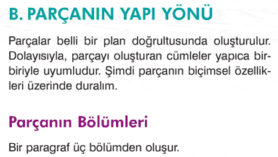 B. PARÇANIN YAPI YÖNÜ
Parçalar belli bir plan doğrultusunda oluşturulur.
Dolayısıyla, parçayı oluşturan cümleler yapıca bir-
biriyle uyumludur. Şimdi parçanın biçimsel özellik-
leri üzerinde duralım.
Parçanın Bölümleri
Bir paragraf üç bölümden oluşur.